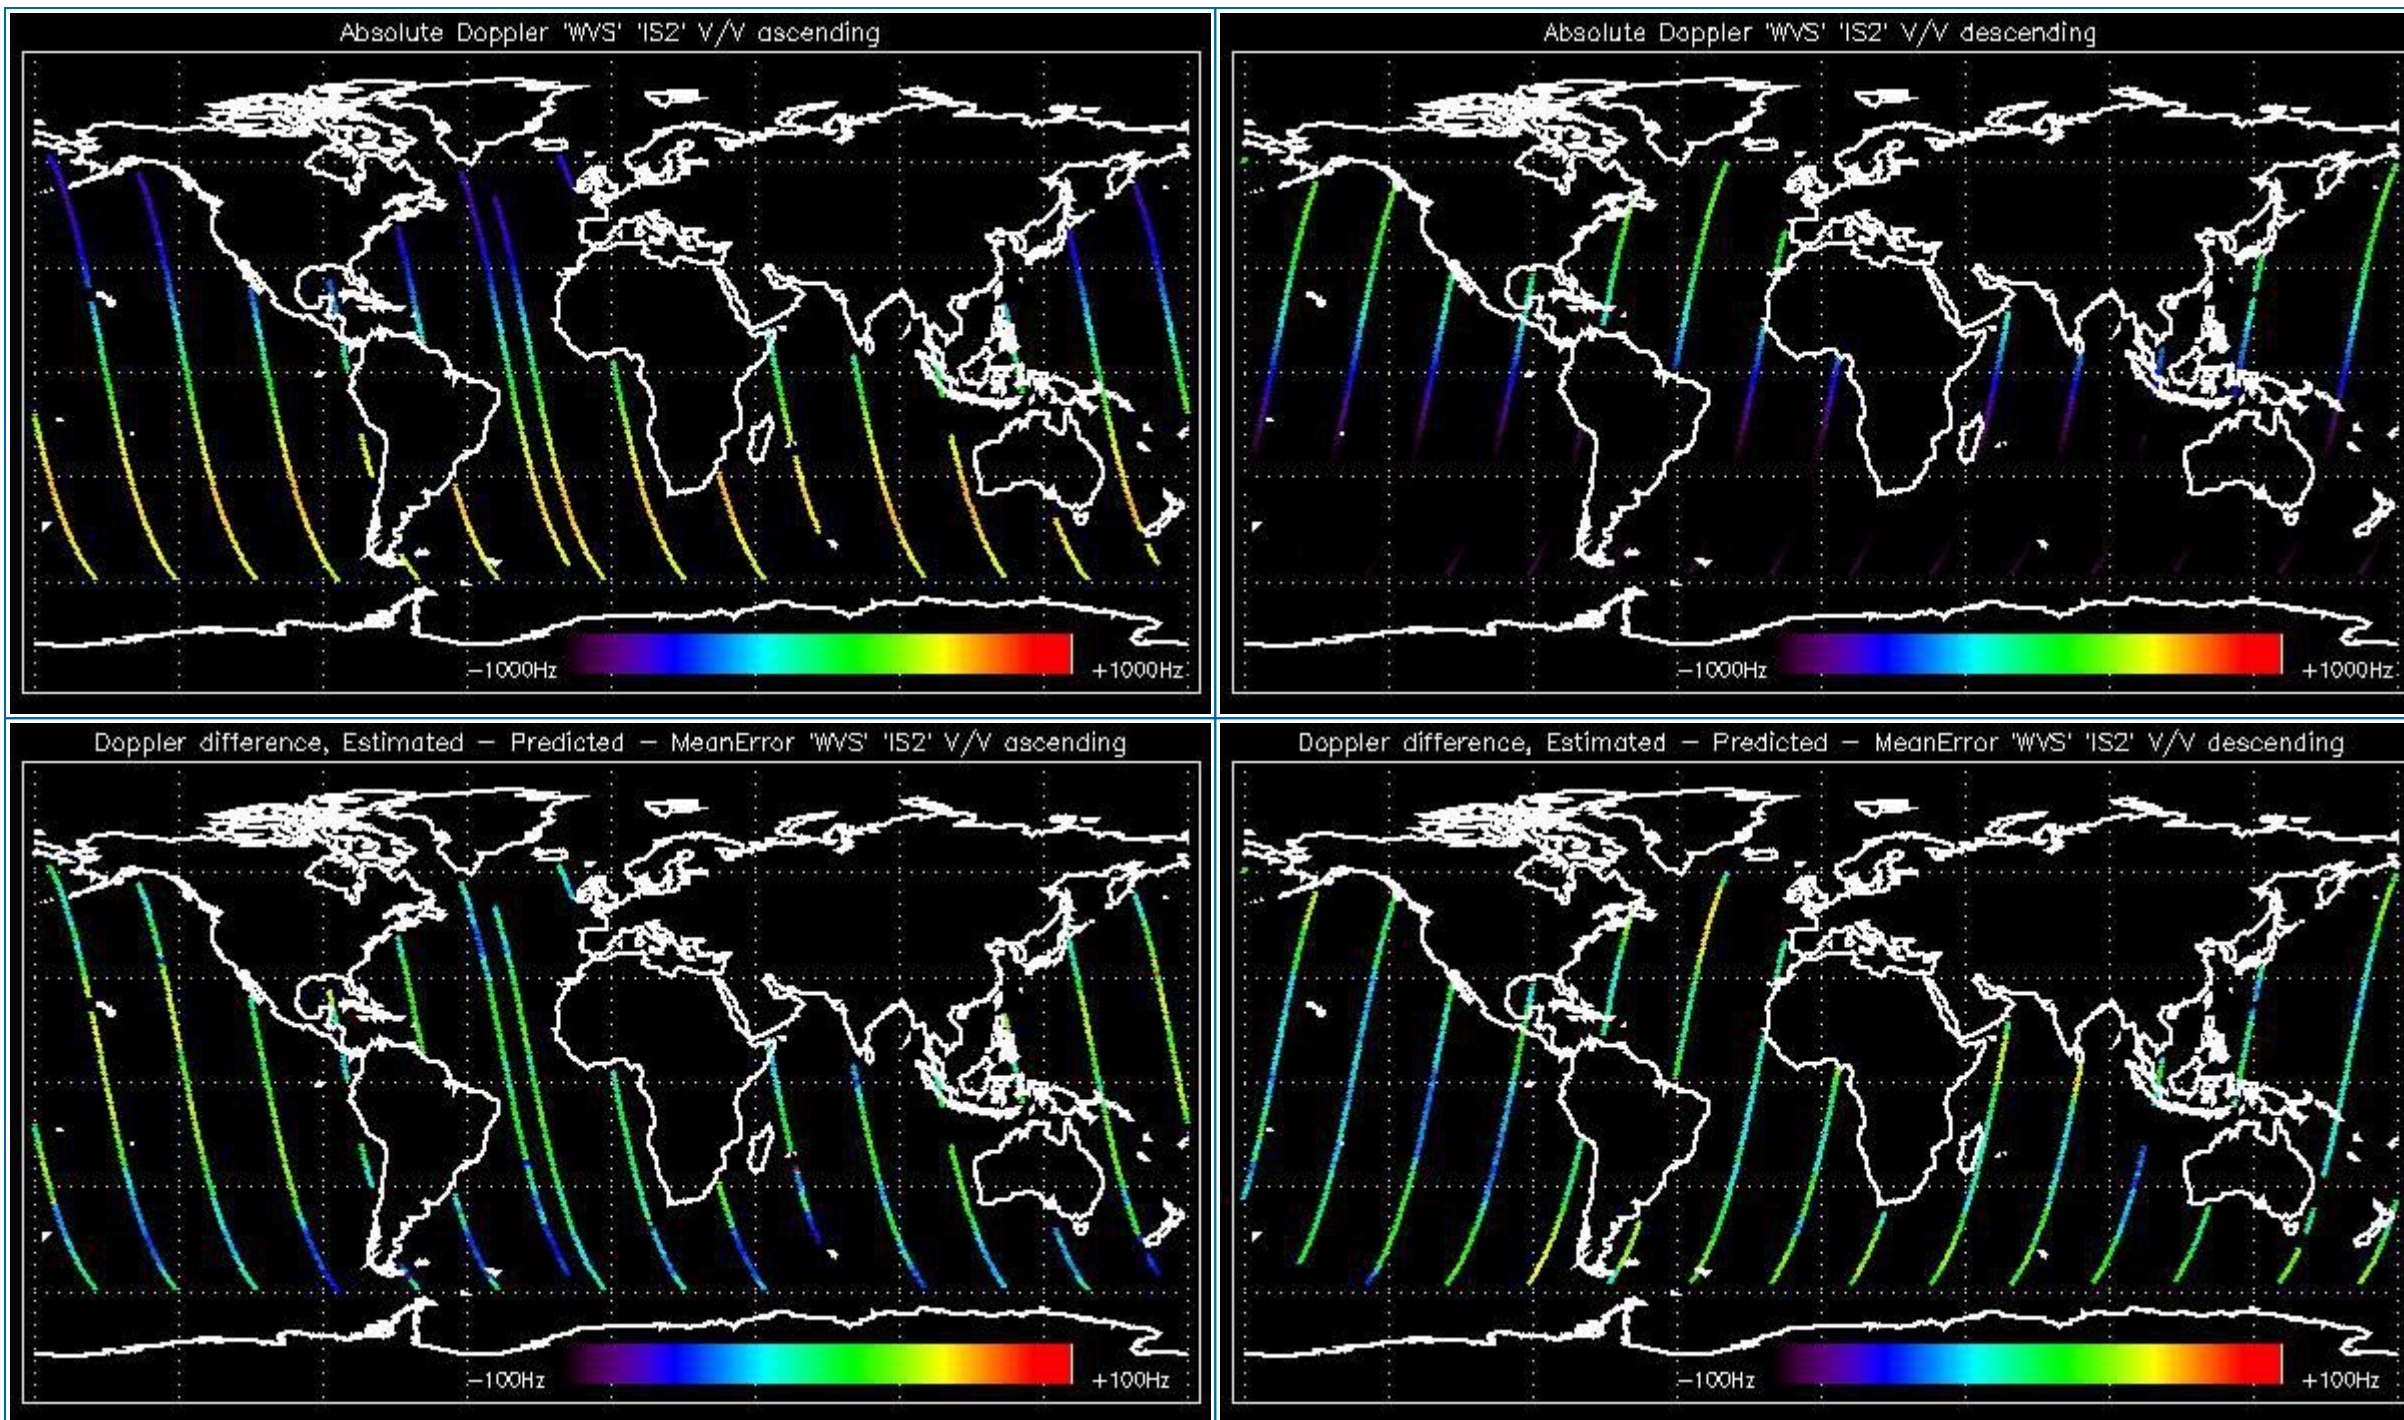 Absolute Doppler 'WVS' 'IS2' V/V ascending
−1000Hz
+1000Hz
Absolute Doppler 'WVS' 'IS2' V/V descending
−1000Hz
+1000Hz
Doppler difference, Estimated − Predicted − MeanError 'WVS' 'IS2' V/V ascending
−100Hz
+100Hz
Doppler difference, Estimated − Predicted − MeanError 'WVS' 'IS2' V/V descending
−100Hz
+100Hz